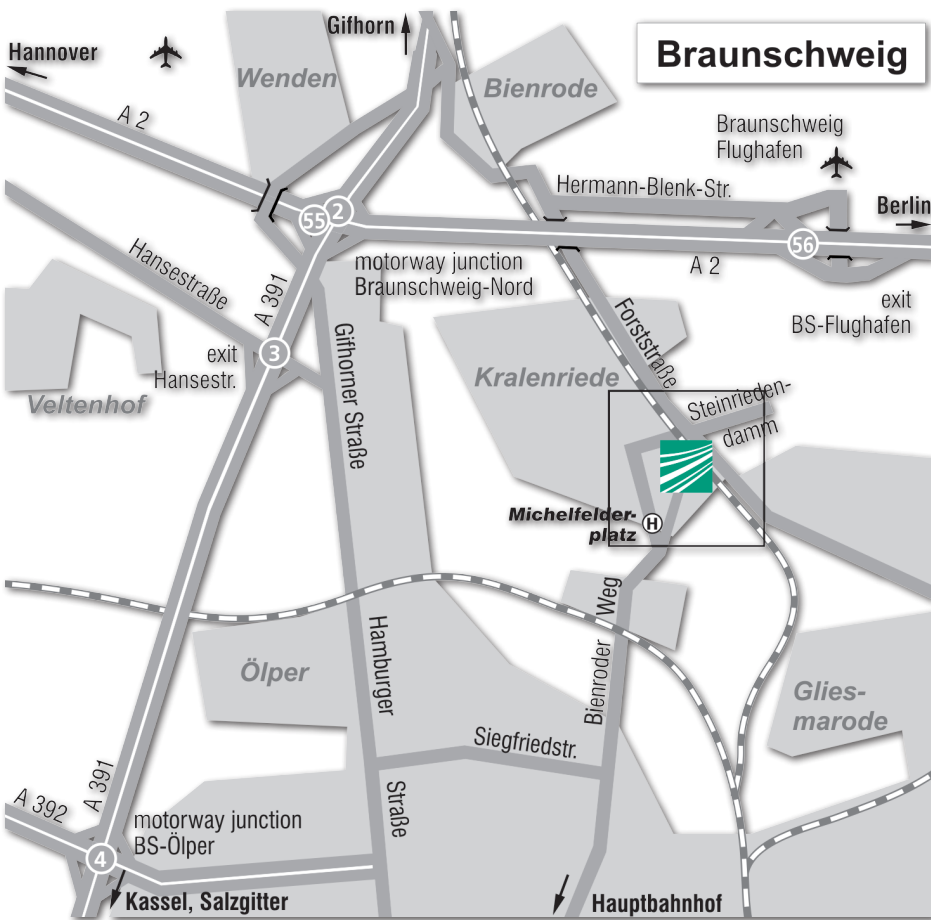 Gifhorn
Hannover
Braunschweig
Wenden
Bienrode
A 2
Braunschweig
Flughafen
Hermann-Blenk-Str.
Berlin
55
2
56
Hansestraße
A 391
motorway junction
Braunschweig-Nord
A 2
exit
BS-Flughafen
Forststraße
exit
Hansestr.
3
Gifhorner Straße
Kralenriede
Veltenhof
Steinrieden-
damm
Michelfelder-
platz
H
Bienroder Weg
Hamburger
Straße
Ölper
Glies-
marode
Siegfriedstr.
A 391
A 392
motorway junction
BS-Ölper
4
Kassel, Salzgitter
Hauptbahnhof